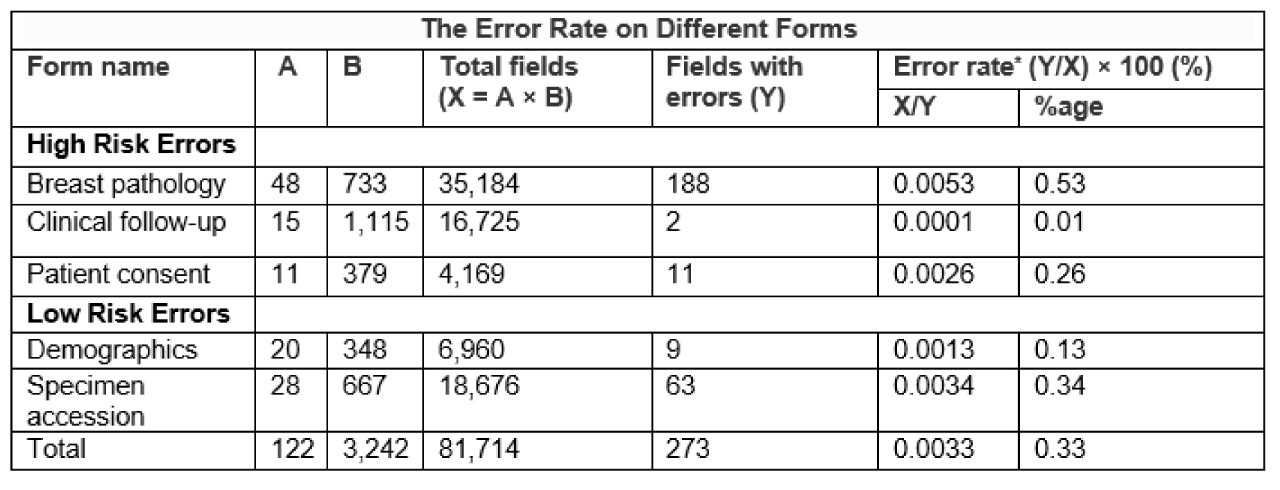 The Error Rate on Different Forms
Form name A B Total fields (X = A × B) Fields with errors (Y) Error rate* (Y/X) × 100 (%)
X/Y %age
High Risk Errors
Breast pathology 48 733 35,184 188 0.0053 0.53
Clinical follow-up 15 1,115 16,725 2 0.0001 0.01
Patient consent 11 379 4,169 11 0.0026 0.26
Low Risk Errors
Demographics 20 348 6,960 9 0.0013 0.13
Specimen accession 28 667 18,676 63 0.0034 0.34
Total 122 3,242 81,714 273 0.0033 0.33